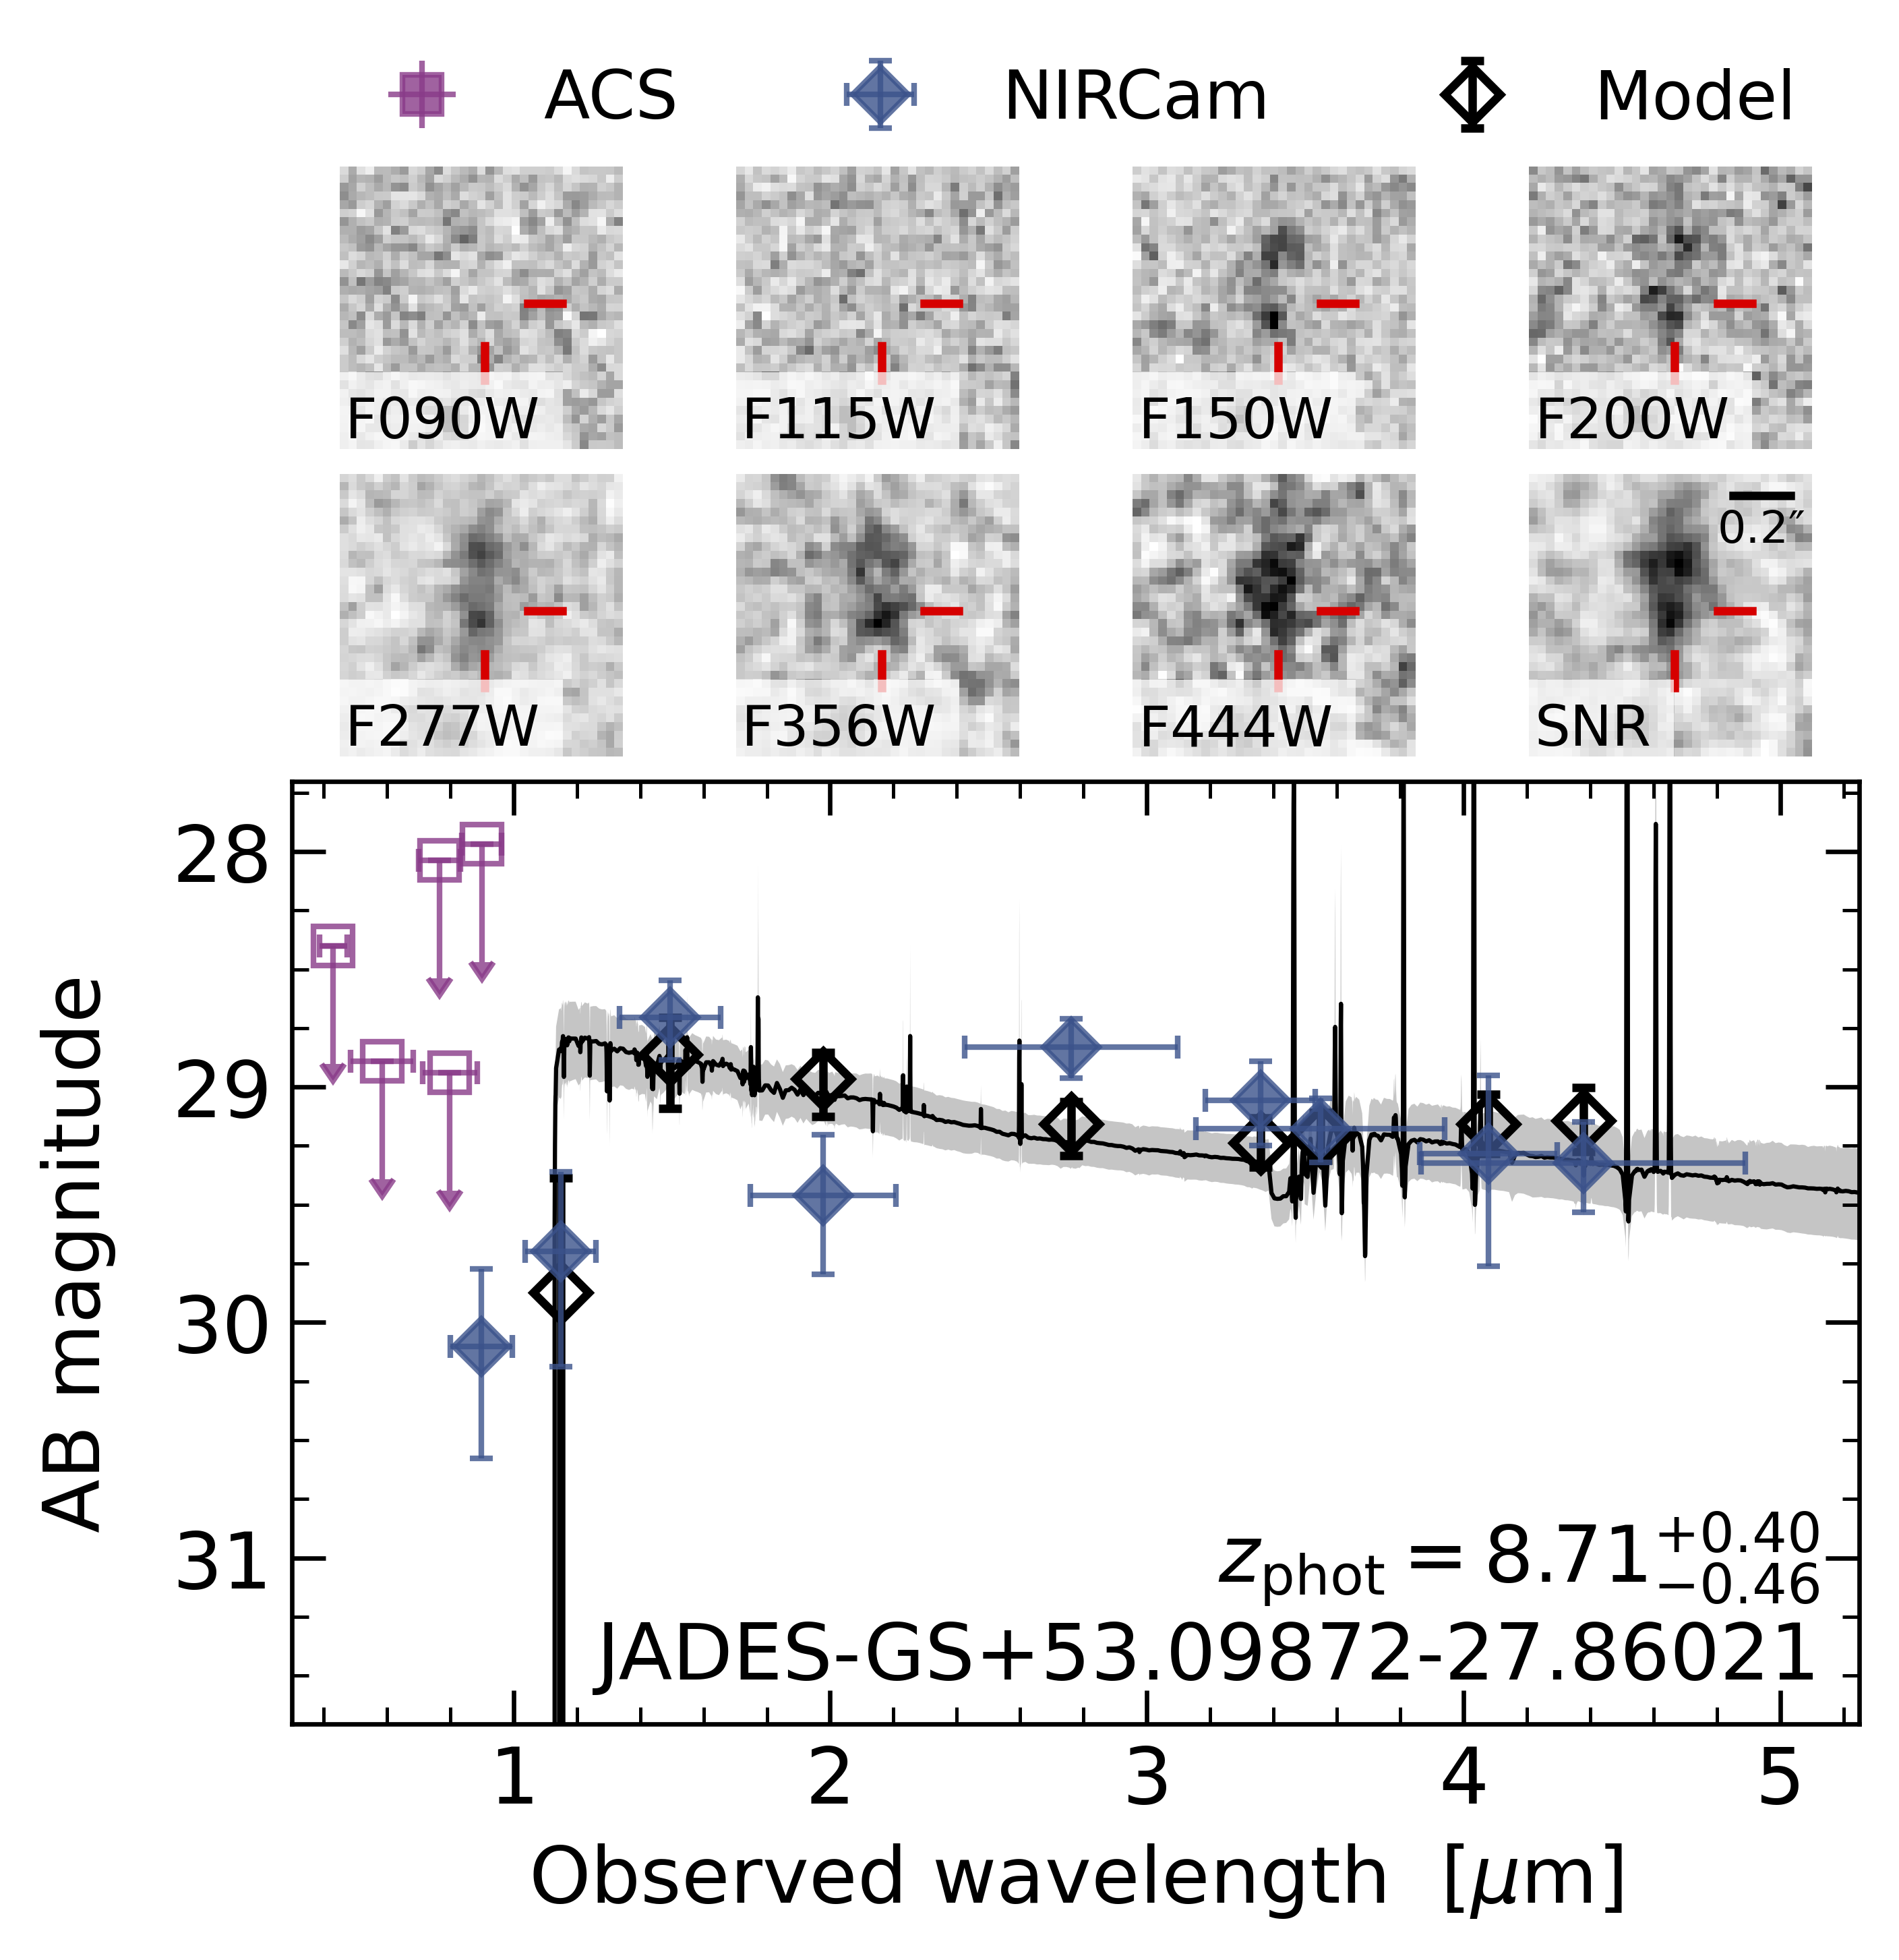 ACS NIRCam Model
F090W F115W F150W F200W
0.2″
F277W F356W F444W SNR
28
29
30
31
AB magnitude
z_phot = 8.71 +0.40 −0.46
JADES-GS+53.09872-27.86021
1 2 3 4 5
Observed wavelength [μm]